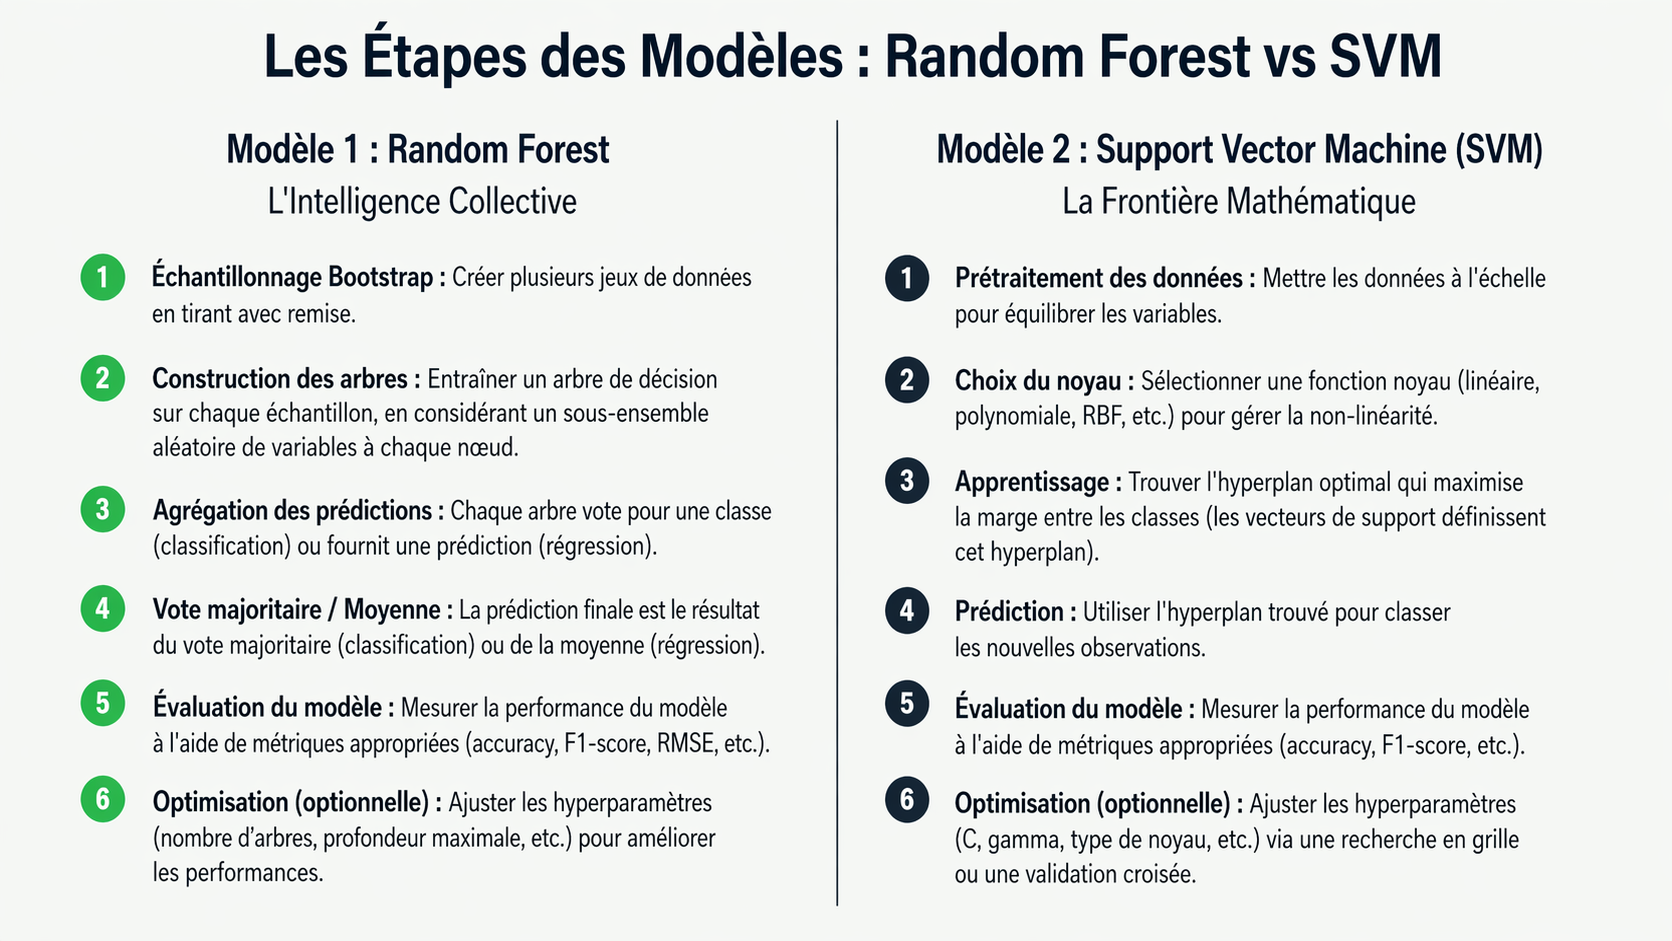 Les Étapes des Modèles : Random Forest vs SVM
Modèle 1 : Random Forest
L'Intelligence Collective
1 Échantillonnage Bootstrap : Créer plusieurs jeux de données
en tirant avec remise.
2 Construction des arbres : Entraîner un arbre de décision
sur chaque échantillon, en considérant un sous-ensemble
aléatoire de variables à chaque nœud.
3 Agrégation des prédictions : Chaque arbre vote pour une classe
(classification) ou fournit une prédiction (régression).
4 Vote majoritaire / Moyenne : La prédiction finale est le résultat
du vote majoritaire (classification) ou de la moyenne (régression).
5 Évaluation du modèle : Mesurer la performance du modèle
à l'aide de métriques appropriées (accuracy, F1-score, RMSE, etc.).
6 Optimisation (optionnelle) : Ajuster les hyperparamètres
(nombre d’arbres, profondeur maximale, etc.) pour améliorer
les performances.
Modèle 2 : Support Vector Machine (SVM)
La Frontière Mathématique
1 Prétraitement des données : Mettre les données à l'échelle
pour équilibrer les variables.
2 Choix du noyau : Sélectionner une fonction noyau (linéaire,
polynomiale, RBF, etc.) pour gérer la non-linéarité.
3 Apprentissage : Trouver l'hyperplan optimal qui maximise
la marge entre les classes (les vecteurs de support définissent
cet hyperplan).
4 Prédiction : Utiliser l'hyperplan trouvé pour classer
les nouvelles observations.
5 Évaluation du modèle : Mesurer la performance du modèle
à l'aide de métriques appropriées (accuracy, F1-score, etc.).
6 Optimisation (optionnelle) : Ajuster les hyperparamètres
(C, gamma, type de noyau, etc.) via une recherche en grille
ou une validation croisée.